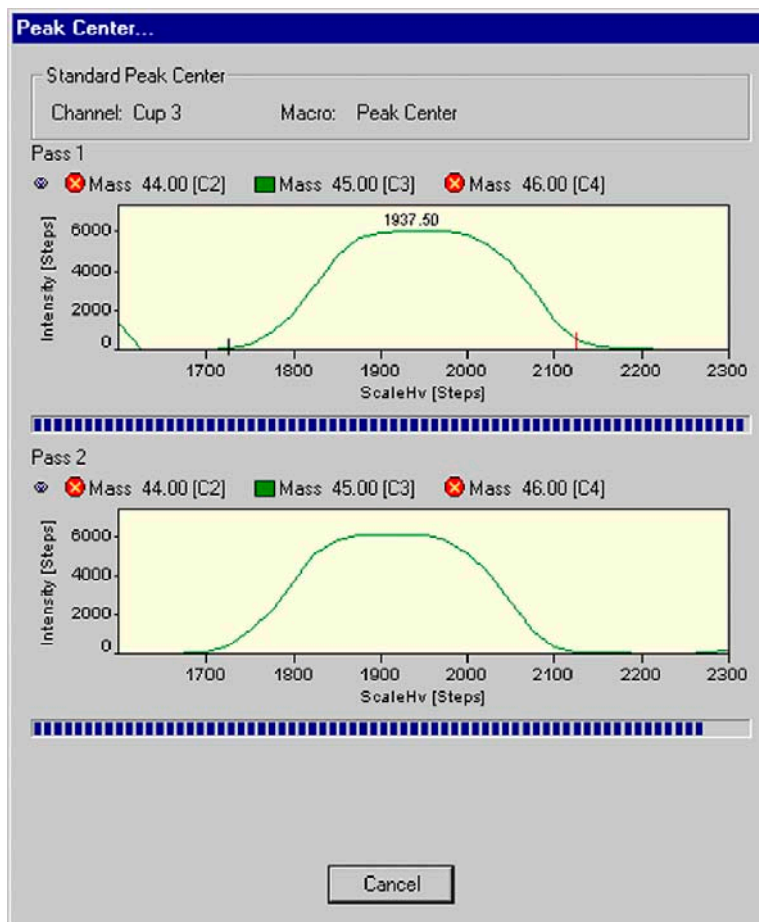 Peak Center...
Standard Peak Center
Channel: Cup 3 Macro: Peak Center
Pass 1
Mass 44.00 [C2] Mass 45.00 [C3] Mass 46.00 [C4]
Intensity [Steps]
6000
4000
2000
0
1937.50
1700 1800 1900 2000 2100 2200 2300
ScaleHv [Steps]
Pass 2
Mass 44.00 [C2] Mass 45.00 [C3] Mass 46.00 [C4]
Intensity [Steps]
6000
4000
2000
0
1700 1800 1900 2000 2100 2200 2300
ScaleHv [Steps]
Cancel